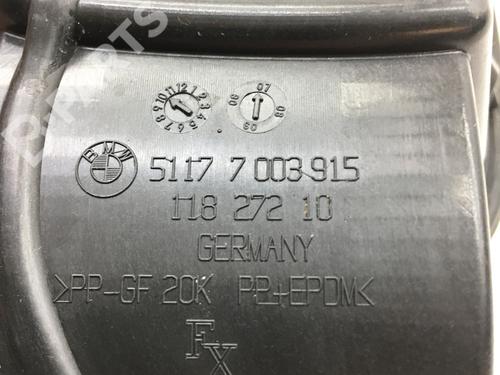 BMW 5117 7 003 915
118 272 10
GERMANY
>PP-GF 20K PP+EPDM<
FX